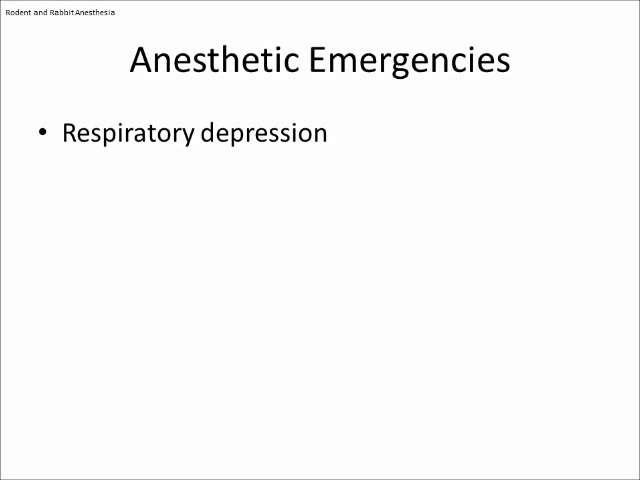 Rodent and Rabbit Anesthesia
Anesthetic Emergencies
• Respiratory depression